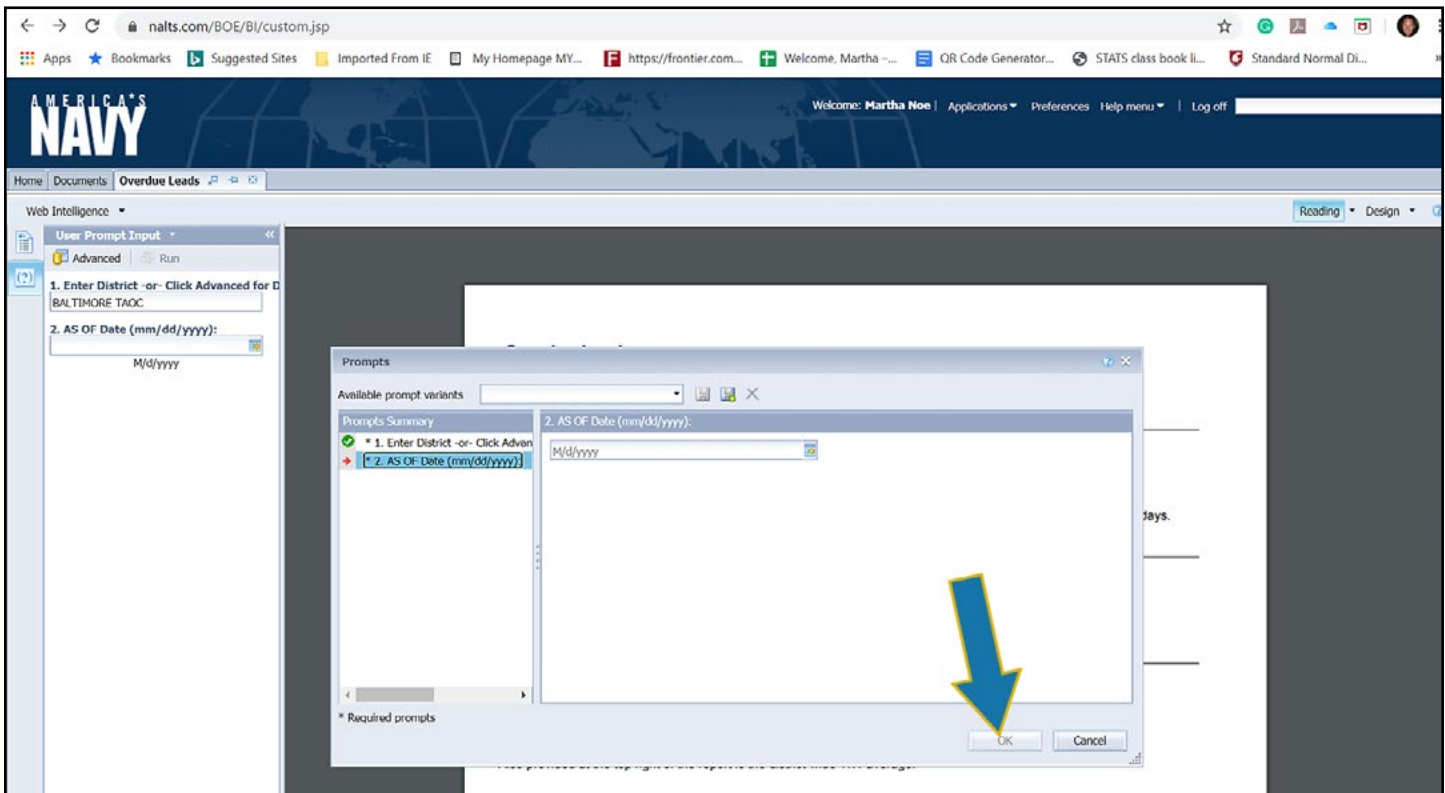 nalts.com/BOE/BI/custom.jsp
Apps Bookmarks Suggested Sites Imported From IE My Homepage MY... https://frontier.com... Welcome, Martha –... QR Code Generator... STATS class book li... Standard Normal Di... »
AMERICA'S
NAVY
Welcome: Martha Noe | Applications Preferences Help menu | Log off
Home Documents Overdue Leads
Web Intelligence Reading Design
User Prompt Input «
Advanced Run
1. Enter District -or- Click Advanced for D
BALTIMORE TAOC
2. AS OF Date (mm/dd/yyyy):
M/d/yyyy
Prompts
Available prompt variants
Prompts Summary
* 1. Enter District -or- Click Advan
* 2. AS OF Date (mm/dd/yyyy):
2. AS OF Date (mm/dd/yyyy):
M/d/yyyy
days.
* Required prompts
OK Cancel